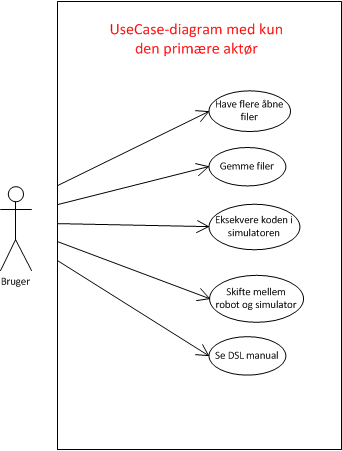 UseCase-diagram med kun
den primære aktør
Have flere åbne
filer
Gemme filer
Eksekvere koden i
simulatoren
Bruger
Skifte mellem
robot og simulator
Se DSL manual